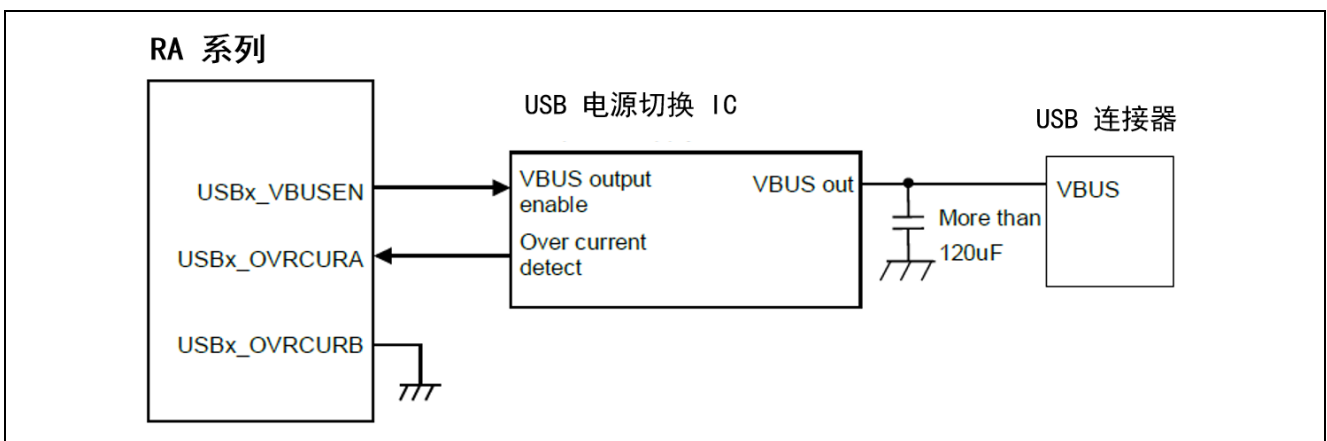 RA 系列
USB 电源切换 IC
USB 连接器
USBx_VBUSEN
VBUS output
enable
VBUS out
VBUS
More than
120uF
USBx_OVRCURA
Over current
detect
USBx_OVRCURB